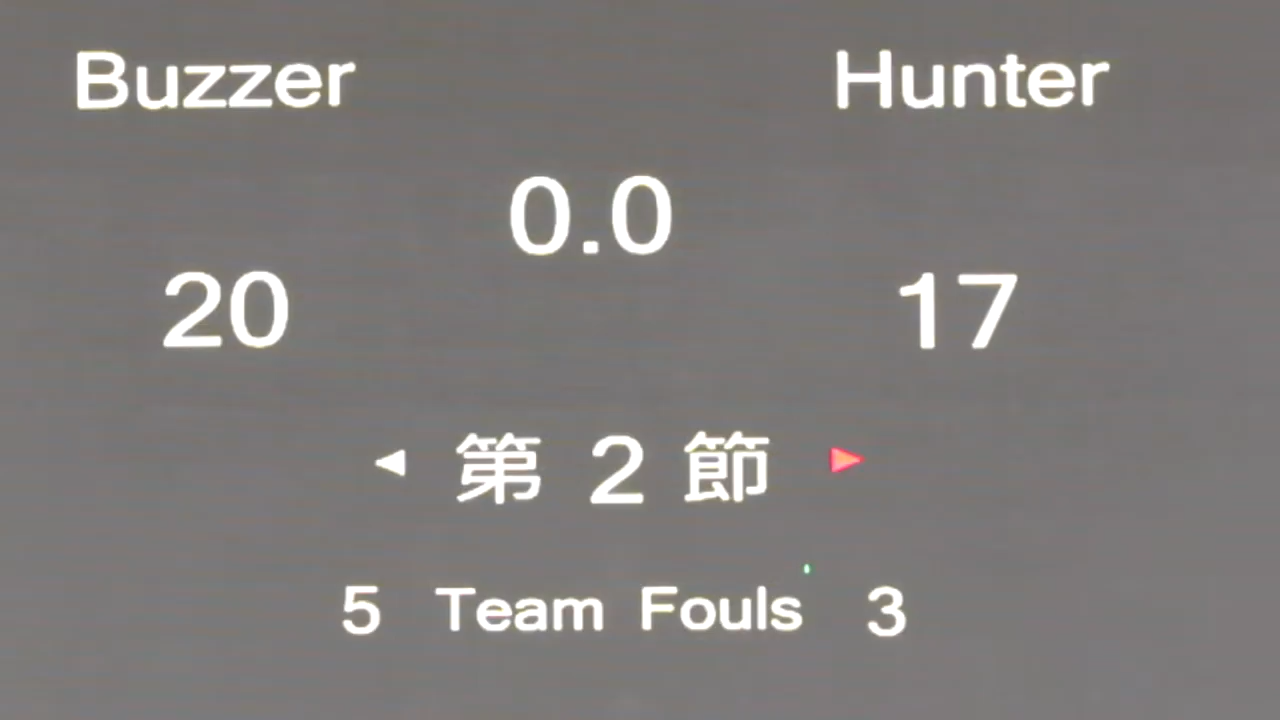 Buzzer Hunter
0.0
20 17
◀ 第 2 節 ▶
5 Team Fouls 3